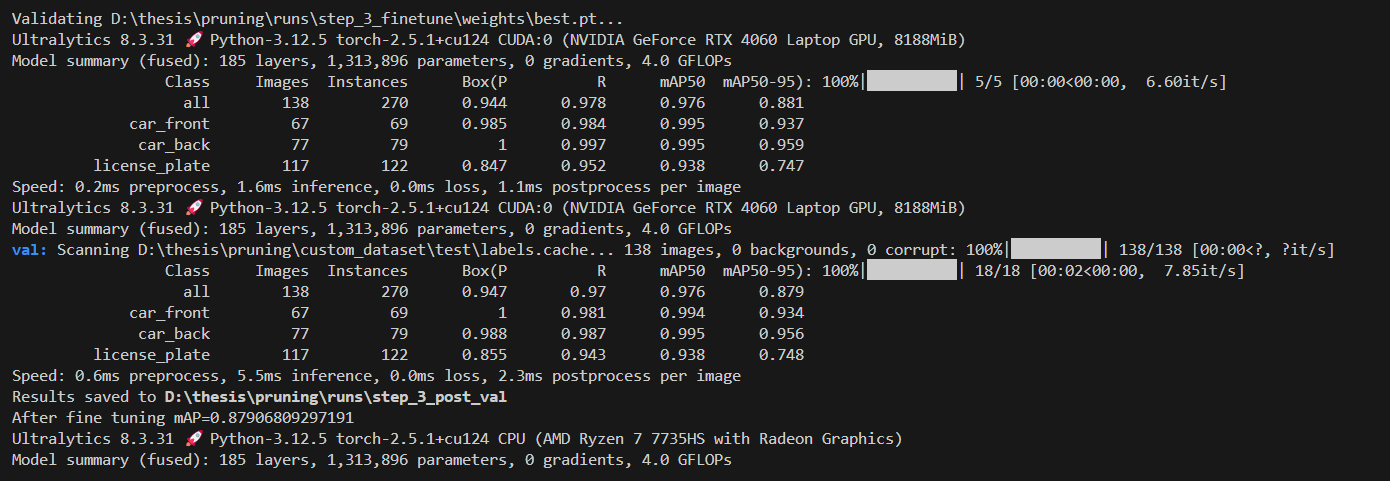 Validating D:\thesis\pruning\runs\step_3_finetune\weights\best.pt...
Ultralytics 8.3.31 🚀 Python-3.12.5 torch-2.5.1+cu124 CUDA:0 (NVIDIA GeForce RTX 4060 Laptop GPU, 8188MiB)
Model summary (fused): 185 layers, 1,313,896 parameters, 0 gradients, 4.0 GFLOPs
Class Images Instances Box(P R mAP50 mAP50-95): 100%|██████████| 5/5 [00:00<00:00, 6.60it/s]
all 138 270 0.944 0.978 0.976 0.881
car_front 67 69 0.985 0.984 0.995 0.937
car_back 77 79 1 0.997 0.995 0.959
license_plate 117 122 0.847 0.952 0.938 0.747
Speed: 0.2ms preprocess, 1.6ms inference, 0.0ms loss, 1.1ms postprocess per image
Ultralytics 8.3.31 🚀 Python-3.12.5 torch-2.5.1+cu124 CUDA:0 (NVIDIA GeForce RTX 4060 Laptop GPU, 8188MiB)
Model summary (fused): 185 layers, 1,313,896 parameters, 0 gradients, 4.0 GFLOPs
val: Scanning D:\thesis\pruning\custom_dataset\test\labels.cache... 138 images, 0 backgrounds, 0 corrupt: 100%|██████████| 138/138 [00:00<?, ?it/s]
Class Images Instances Box(P R mAP50 mAP50-95): 100%|██████████| 18/18 [00:02<00:00, 7.85it/s]
all 138 270 0.947 0.97 0.976 0.879
car_front 67 69 1 0.981 0.994 0.934
car_back 77 79 0.988 0.987 0.995 0.956
license_plate 117 122 0.855 0.943 0.938 0.748
Speed: 0.6ms preprocess, 5.5ms inference, 0.0ms loss, 2.3ms postprocess per image
Results saved to D:\thesis\pruning\runs\step_3_post_val
After fine tuning mAP=0.87906809297191
Ultralytics 8.3.31 🚀 Python-3.12.5 torch-2.5.1+cu124 CPU (AMD Ryzen 7 7735HS with Radeon Graphics)
Model summary (fused): 185 layers, 1,313,896 parameters, 0 gradients, 4.0 GFLOPs